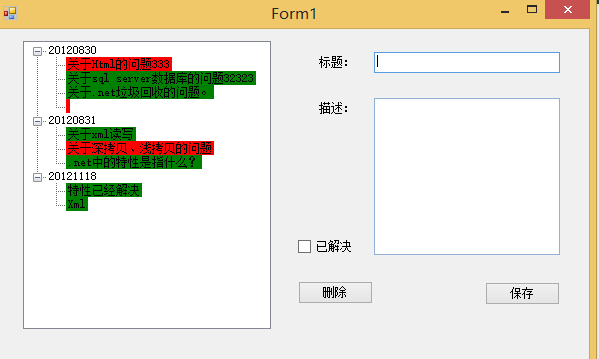 Form1
20120830
关于Html的问题333
关于sql server数据库的问题32323
关于.net垃圾回收的问题。
20120831
关于xml读写
关于深拷贝、浅拷贝的问题
.net中的特性是指什么？
20121118
特性已经解决
Xml
标题：
描述：
已解决
删除
保存